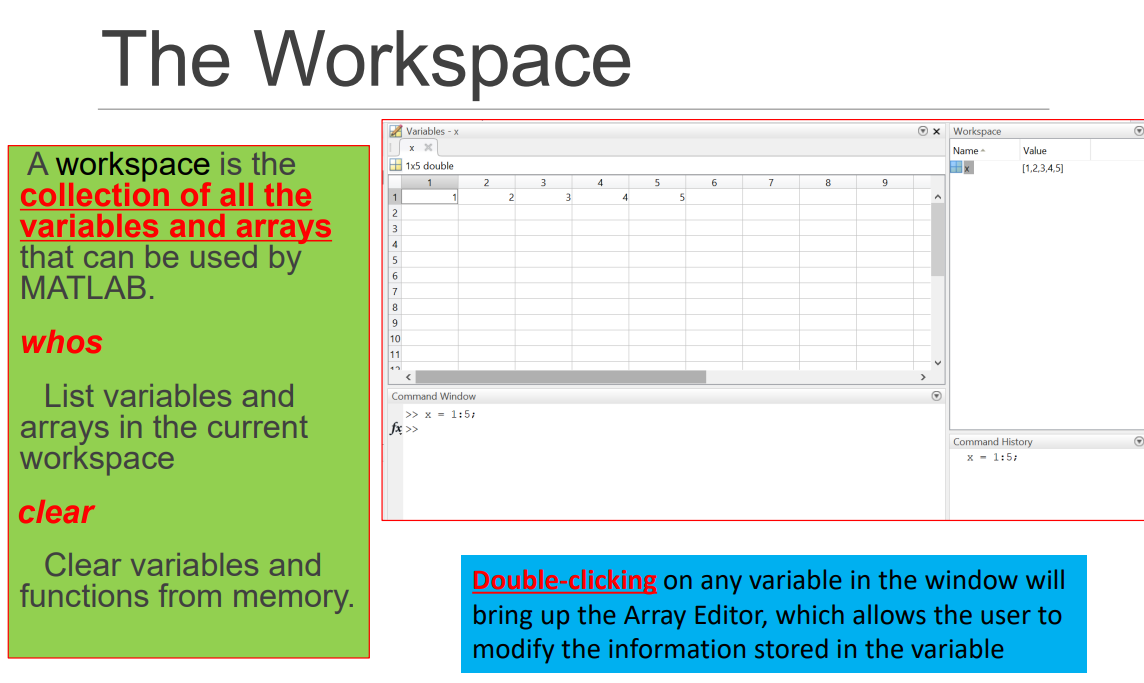 The Workspace
A workspace is the
collection of all the
variables and arrays
that can be used by
MATLAB.
whos
List variables and
arrays in the current
workspace
clear
Clear variables and
functions from memory.
Variables - x
x
1x5 double
1 2 3 4 5 6 7 8 9
1 1 2 3 4 5
2
3
4
5
6
7
8
9
10
11
12
Command Window
>> x = 1:5;
fx >>
Workspace
Name Value
x [1,2,3,4,5]
Command History
x = 1:5;
Double-clicking on any variable in the window will
bring up the Array Editor, which allows the user to
modify the information stored in the variable